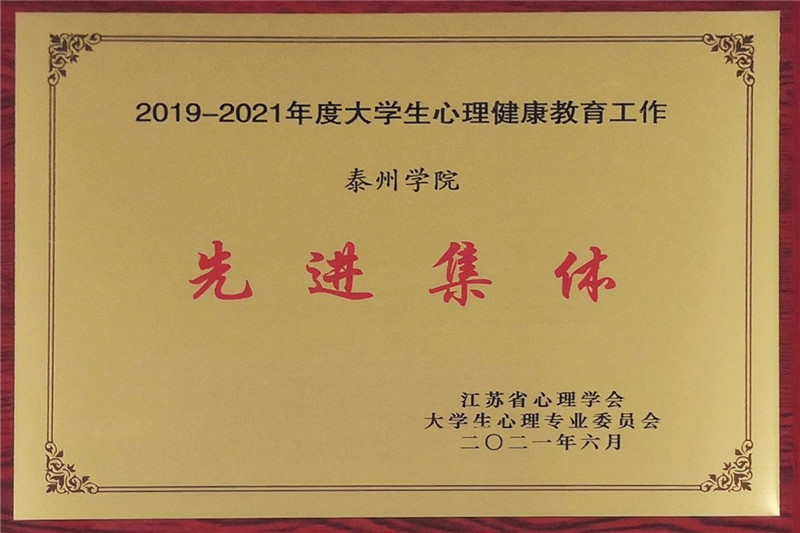 2019-2021年度大学生心理健康教育工作
泰州学院
先进集体
江苏省心理学会
大学生心理专业委员会
二〇二一年六月